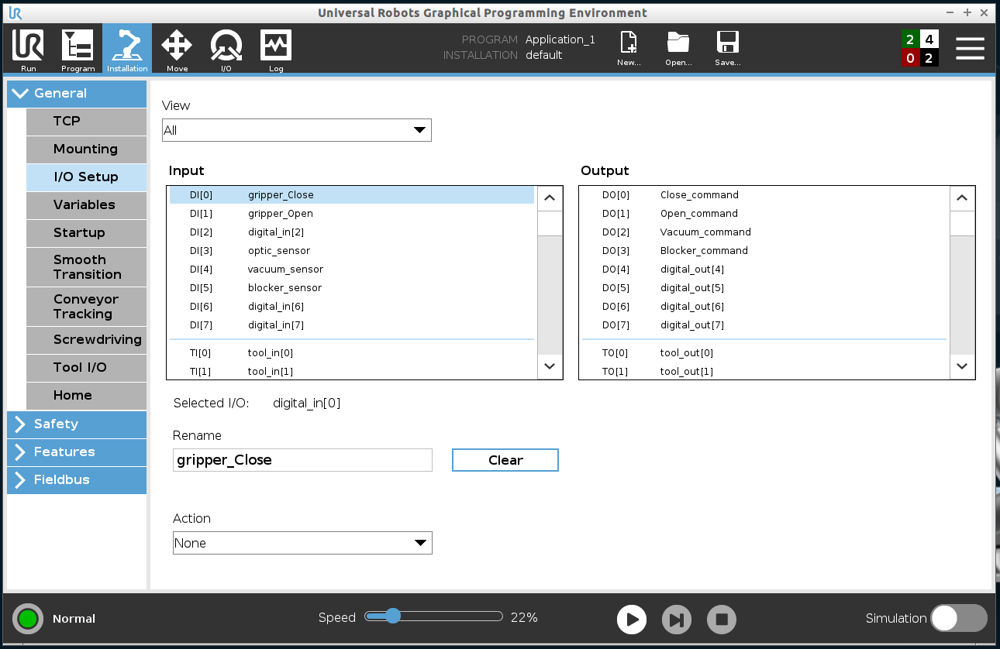 Universal Robots Graphical Programming Environment
Run
Program
Installation
Move
I/O
Log
PROGRAM Application_1
INSTALLATION default
New...
Open...
Save...
2 4
0 2
General
TCP
Mounting
I/O Setup
Variables
Startup
Smooth
Transition
Conveyor
Tracking
Screwdriving
Tool I/O
Home
Safety
Features
Fieldbus
View
All
Input
DI[0] gripper_Close
DI[1] gripper_Open
DI[2] digital_in[2]
DI[3] optic_sensor
DI[4] vacuum_sensor
DI[5] blocker_sensor
DI[6] digital_in[6]
DI[7] digital_in[7]
TI[0] tool_in[0]
TI[1] tool_in[1]
Output
DO[0] Close_command
DO[1] Open_command
DO[2] Vacuum_command
DO[3] Blocker_command
DO[4] digital_out[4]
DO[5] digital_out[5]
DO[6] digital_out[6]
DO[7] digital_out[7]
TO[0] tool_out[0]
TO[1] tool_out[1]
Selected I/O: digital_in[0]
Rename
gripper_Close
Clear
Action
None
Normal
Speed 22%
Simulation